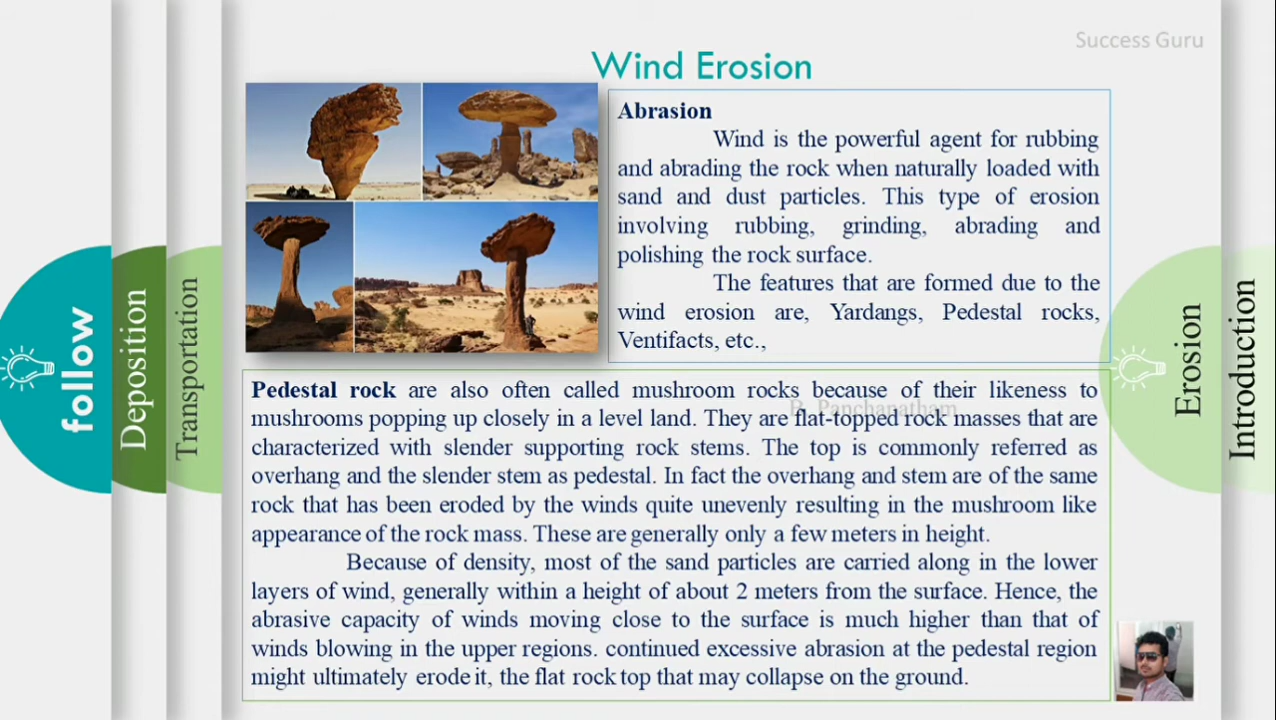 Success Guru
Wind Erosion
Abrasion
Wind is the powerful agent for rubbing
and abrading the rock when naturally loaded with
sand and dust particles. This type of erosion
involving rubbing, grinding, abrading and
polishing the rock surface.
The features that are formed due to the
wind erosion are, Yardangs, Pedestal rocks,
Ventifacts, etc.,
Pedestal rock are also often called mushroom rocks because of their likeness to
mushrooms popping up closely in a level land. They are flat-topped rock masses that are
characterized with slender supporting rock stems. The top is commonly referred as
overhang and the slender stem as pedestal. In fact the overhang and stem are of the same
rock that has been eroded by the winds quite unevenly resulting in the mushroom like
appearance of the rock mass. These are generally only a few meters in height.
Because of density, most of the sand particles are carried along in the lower
layers of wind, generally within a height of about 2 meters from the surface. Hence, the
abrasive capacity of winds moving close to the surface is much higher than that of
winds blowing in the upper regions. continued excessive abrasion at the pedestal region
might ultimately erode it, the flat rock top that may collapse on the ground.
follow
Deposition
Transportation
Erosion
Introduction
Panchanatham